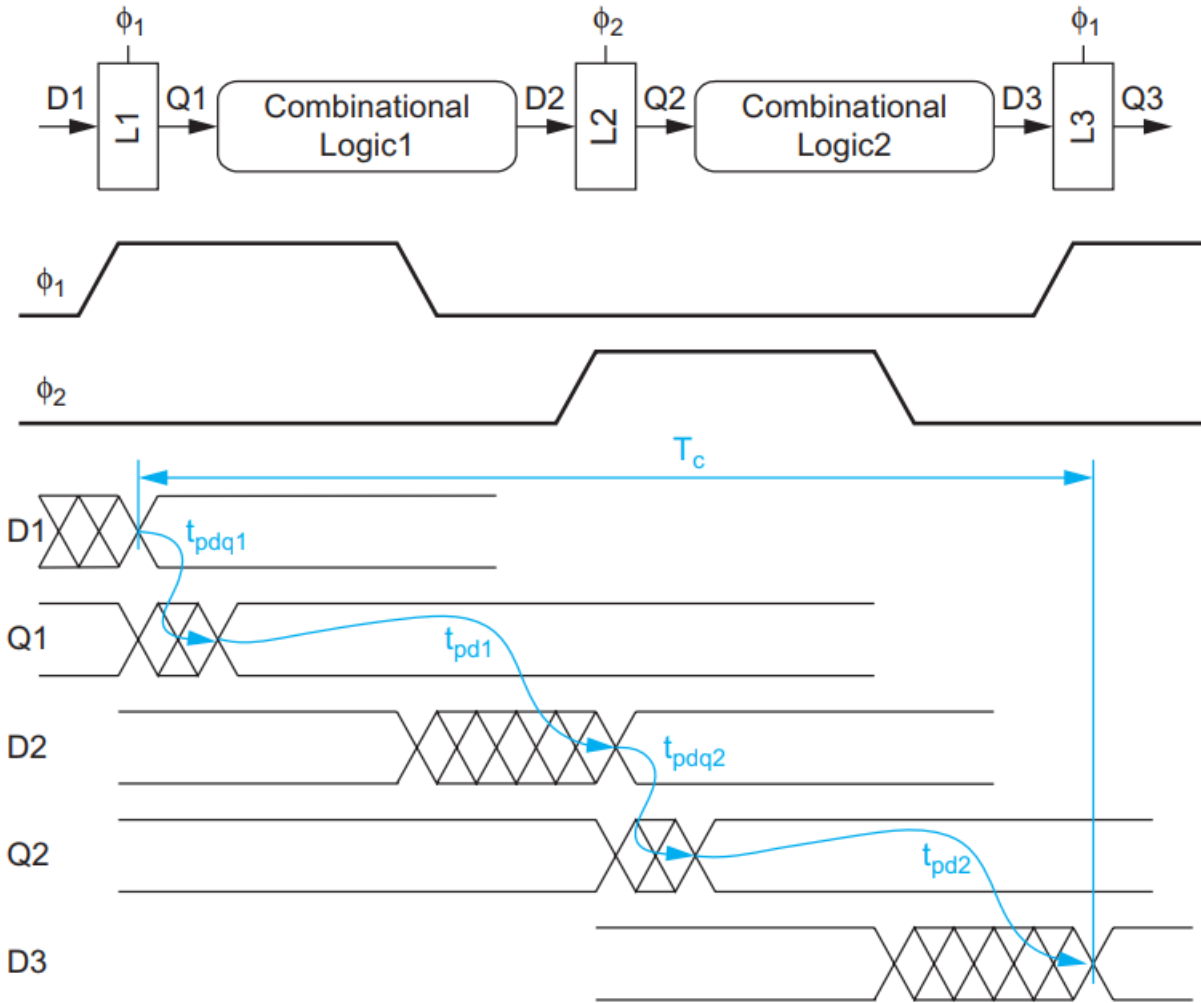 ϕ1 ϕ2 ϕ1
D1 L1 Q1 Combinational Logic1 D2 L2 Q2 Combinational Logic2 D3 L3 Q3
ϕ1
ϕ2
Tc
D1
tpdq1
Q1
tpd1
D2
tpdq2
Q2
tpd2
D3